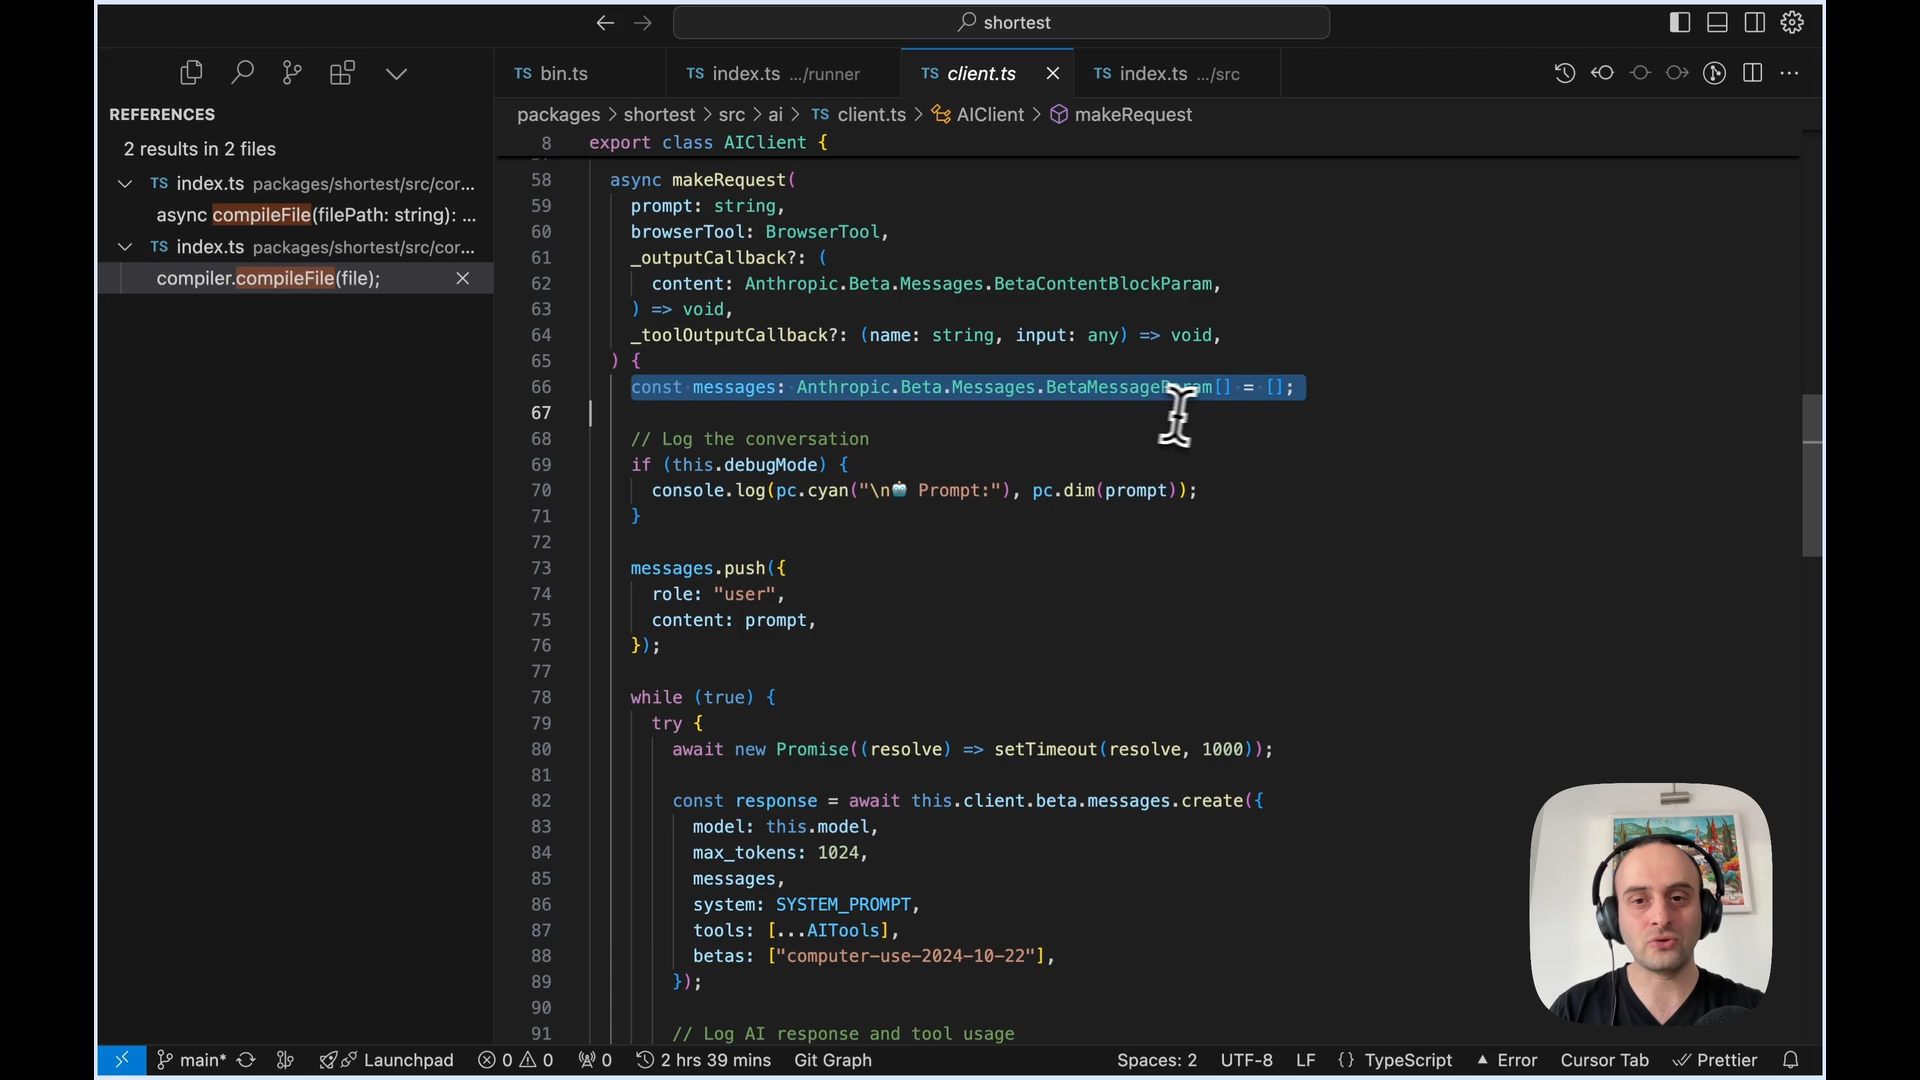 shortest
TS bin.ts
TS index.ts .../runner
TS client.ts
TS index.ts .../src
REFERENCES
2 results in 2 files
TS index.ts packages/shortest/src/cor...
async compileFile(filePath: string): ...
TS index.ts packages/shortest/src/cor...
compiler.compileFile(file);
packages > shortest > src > ai > TS client.ts > AIClient > makeRequest
8 export class AIClient {
58 async makeRequest(
59 prompt: string,
60 browserTool: BrowserTool,
61 _outputCallback?: (
62 content: Anthropic.Beta.Messages.BetaContentBlockParam,
63 ) => void,
64 _toolOutputCallback?: (name: string, input: any) => void,
65 ) {
66 const messages: Anthropic.Beta.Messages.BetaMessageParam[] = [];
67
68 // Log the conversation
69 if (this.debugMode) {
70 console.log(pc.cyan("\n🤖 Prompt:"), pc.dim(prompt));
71 }
72
73 messages.push({
74 role: "user",
75 content: prompt,
76 });
77
78 while (true) {
79 try {
80 await new Promise((resolve) => setTimeout(resolve, 1000));
81
82 const response = await this.client.beta.messages.create({
83 model: this.model,
84 max_tokens: 1024,
85 messages,
86 system: SYSTEM_PROMPT,
87 tools: [...AITools],
88 betas: ["computer-use-2024-10-22"],
89 });
90
91 // Log AI response and tool usage
main* Launchpad 0 0 0 2 hrs 39 mins Git Graph Spaces: 2 UTF-8 LF {} TypeScript Error Cursor Tab Prettier